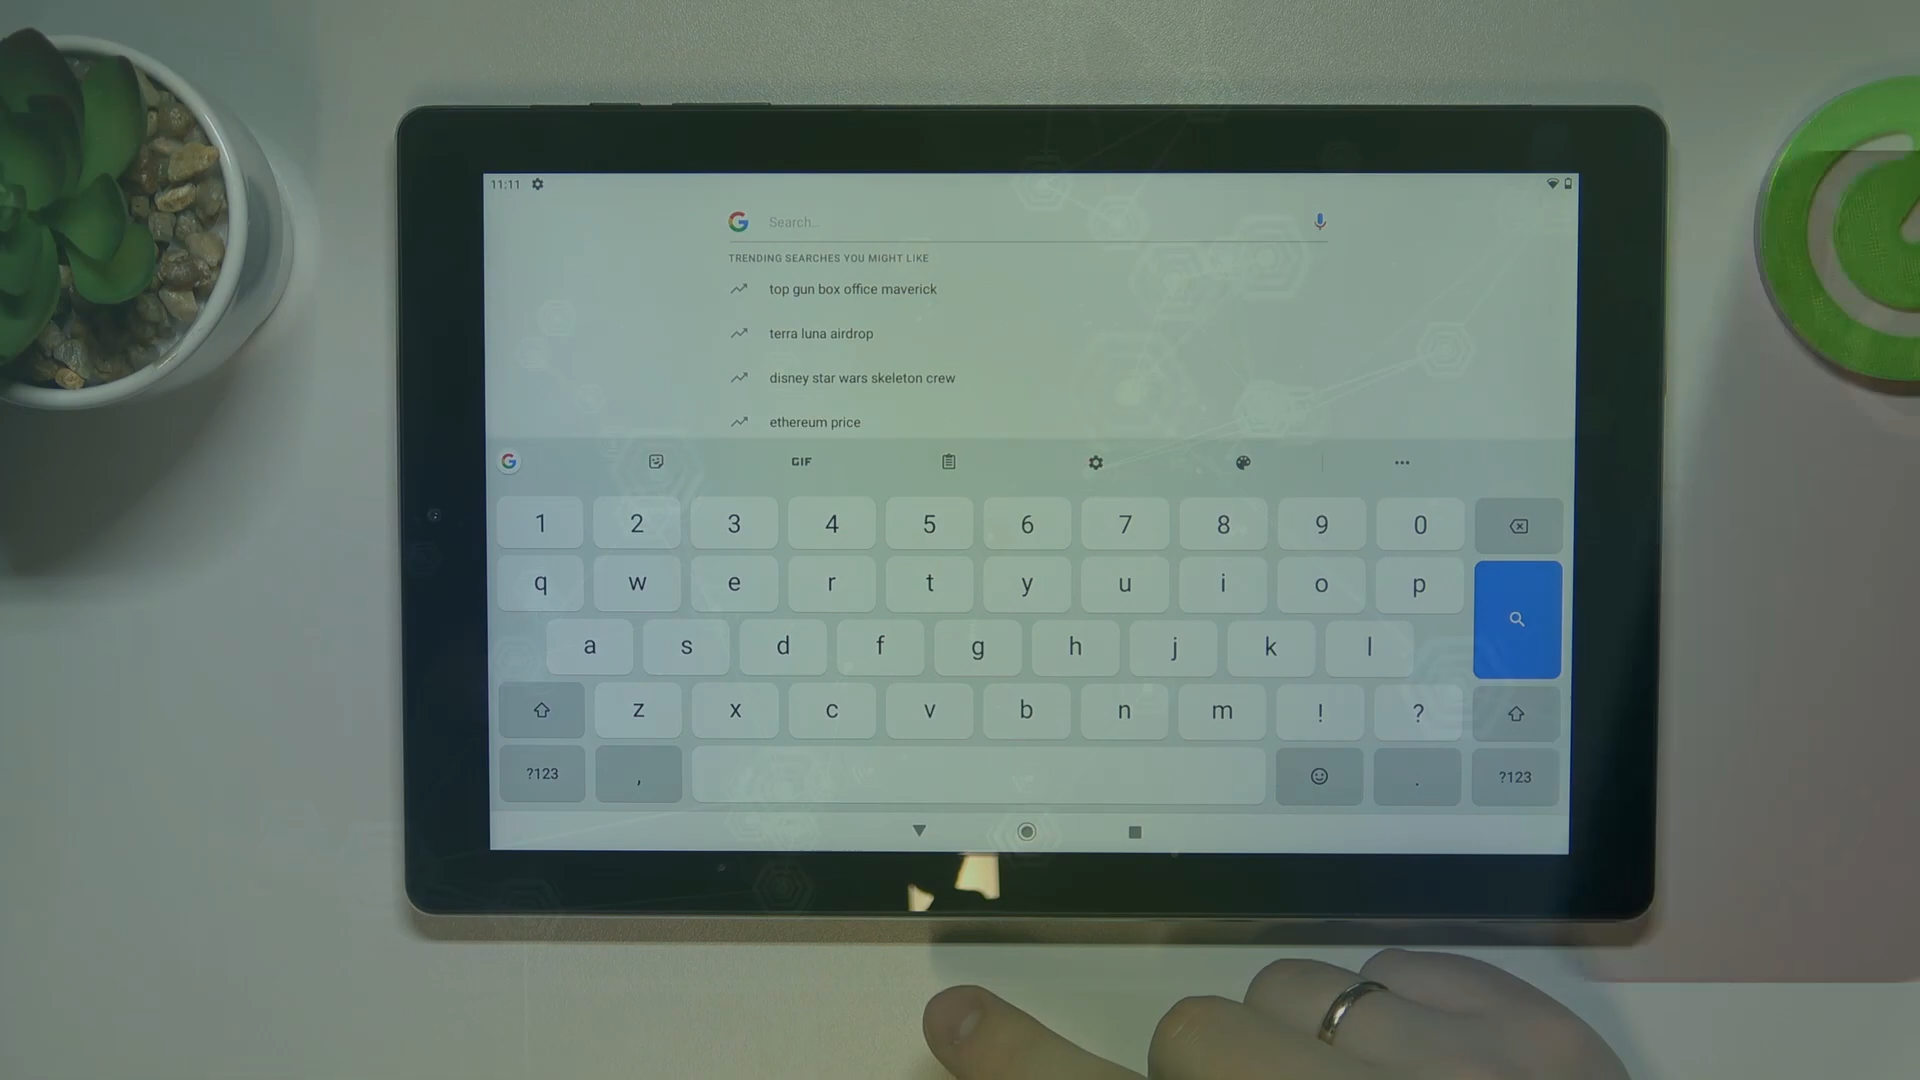 11:11
Search...
TRENDING SEARCHES YOU MIGHT LIKE
top gun box office maverick
terra luna airdrop
disney star wars skeleton crew
ethereum price
G GIF
1 2 3 4 5 6 7 8 9 0
q w e r t y u i o p
a s d f g h j k l
z x c v b n m ! ?
?123 , . ?123